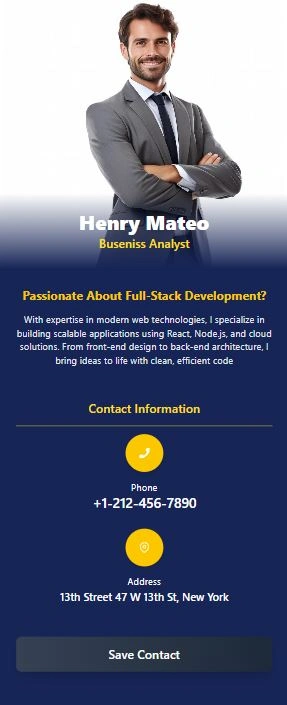 Henry Mateo
Buseniss Analyst
Passionate About Full-Stack Development?
With expertise in modern web technologies, I specialize in
building scalable applications using React, Node.js, and cloud
solutions. From front-end design to back-end architecture, I
bring ideas to life with clean, efficient code
Contact Information
Phone
+1-212-456-7890
Address
13th Street 47 W 13th St, New York
Save Contact